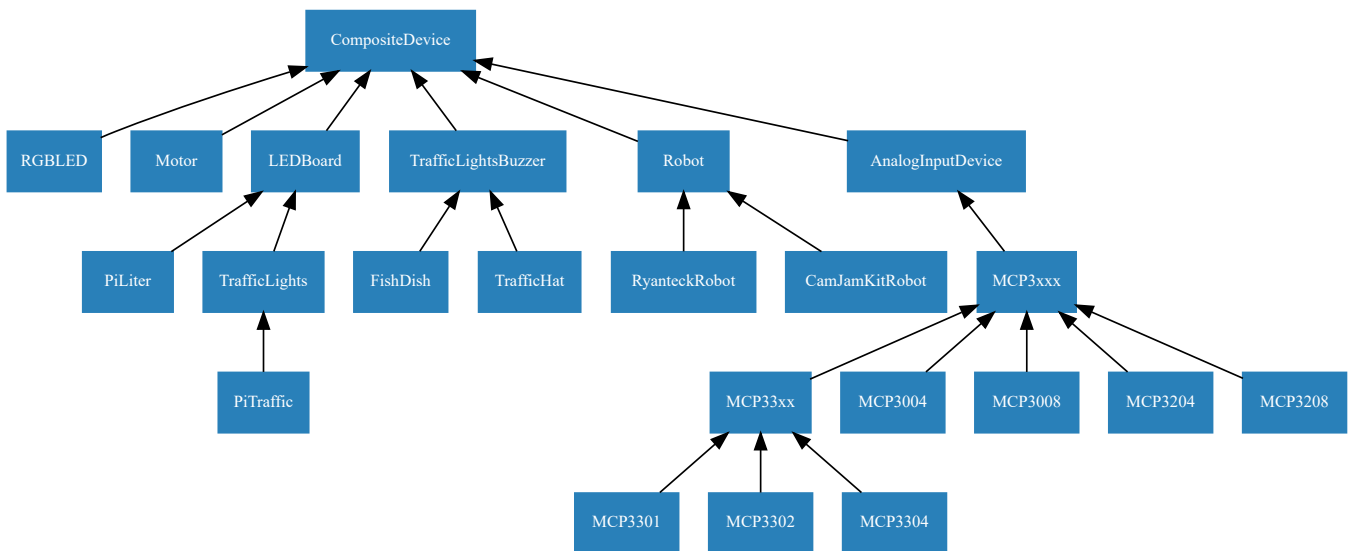 CompositeDevice
RGBLED
Motor
LEDBoard
TrafficLightsBuzzer
Robot
AnalogInputDevice
PiLiter
TrafficLights
FishDish
TrafficHat
RyanteckRobot
CamJamKitRobot
MCP3xxx
PiTraffic
MCP33xx
MCP3004
MCP3008
MCP3204
MCP3208
MCP3301
MCP3302
MCP3304